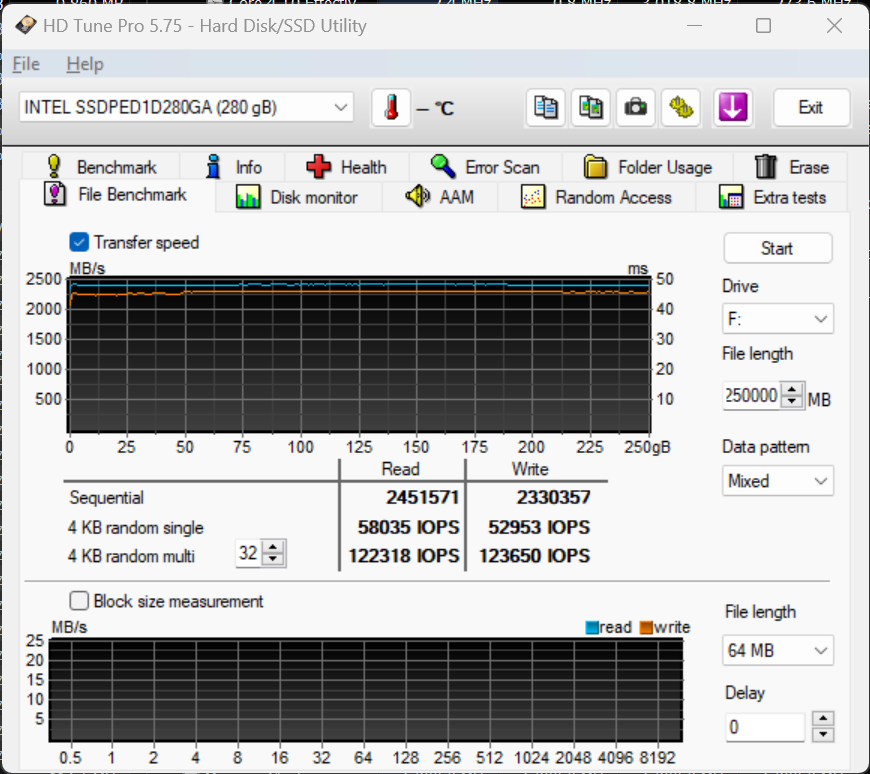 HD Tune Pro 5.75 - Hard Disk/SSD Utility
File Help
INTEL SSDPED1D280GA (280 gB)
– °C
Exit
Benchmark Info Health Error Scan Folder Usage Erase
File Benchmark Disk monitor AAM Random Access Extra tests
Transfer speed
Start
MB/s ms
2500 50
2000 40
1500 30
1000 20
500 10
0 25 50 75 100 125 150 175 200 225 250gB
Drive
F:
File length
250000 MB
Data pattern
Mixed
Read Write
Sequential 2451571 2330357
4 KB random single 58035 IOPS 52953 IOPS
4 KB random multi 32 122318 IOPS 123650 IOPS
Block size measurement
MB/s read write
25
20
15
10
5
0.5 1 2 4 8 16 32 64 128 256 512 1024 2048 4096 8192
File length
64 MB
Delay
0